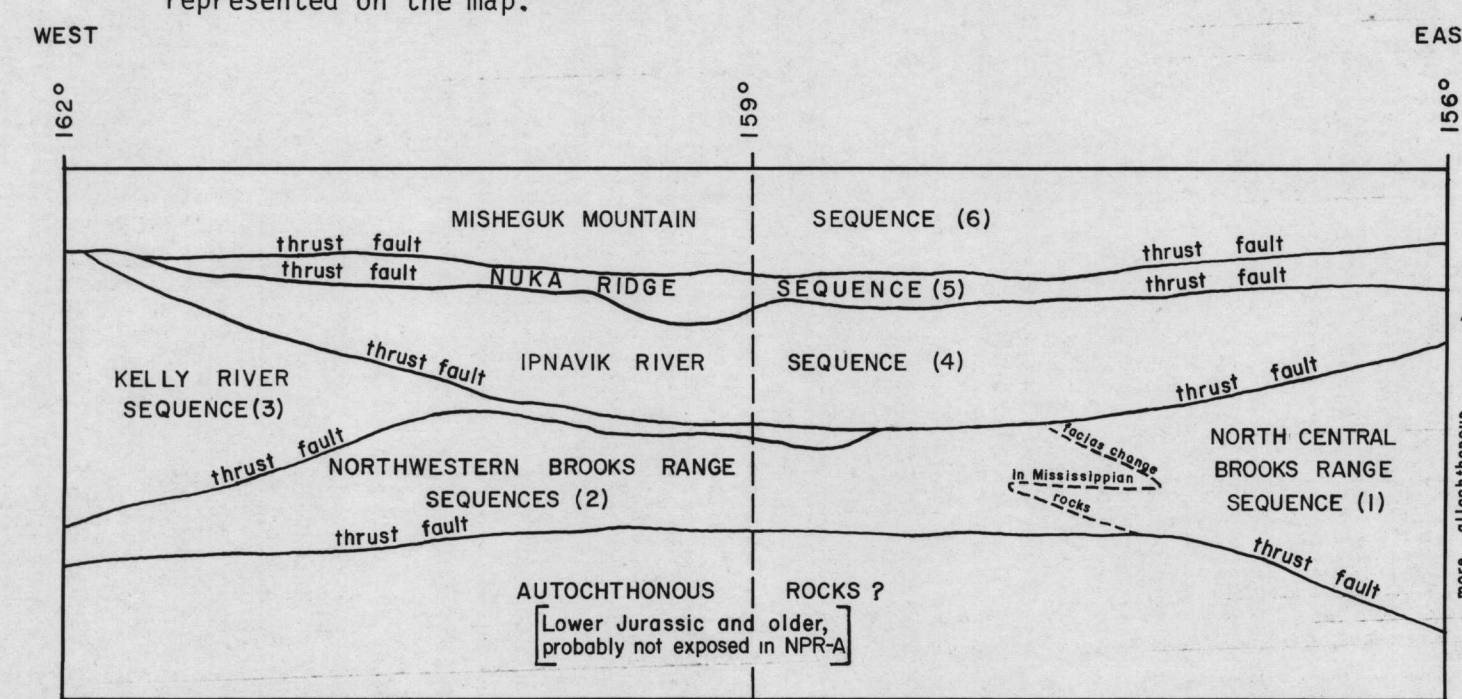 represented on the map.
WEST
EAS
162°
159°
156°
MISHEGUK MOUNTAIN SEQUENCE (6)
thrust fault
thrust fault
thrust fault
thrust fault
NUKA RIDGE SEQUENCE (5)
thrust fault
IPNAVIK RIVER SEQUENCE (4)
thrust fault
KELLY RIVER
SEQUENCE (3)
thrust fault
NORTHWESTERN BROOKS RANGE
SEQUENCES (2)
facies change
In Mississippian
rocks
NORTH CENTRAL
BROOKS RANGE
SEQUENCE (1)
thrust fault
thrust fault
AUTOCHTHONOUS ROCKS ?
[Lower Jurassic and older,
probably not exposed in NPR-A]
more allochthonous